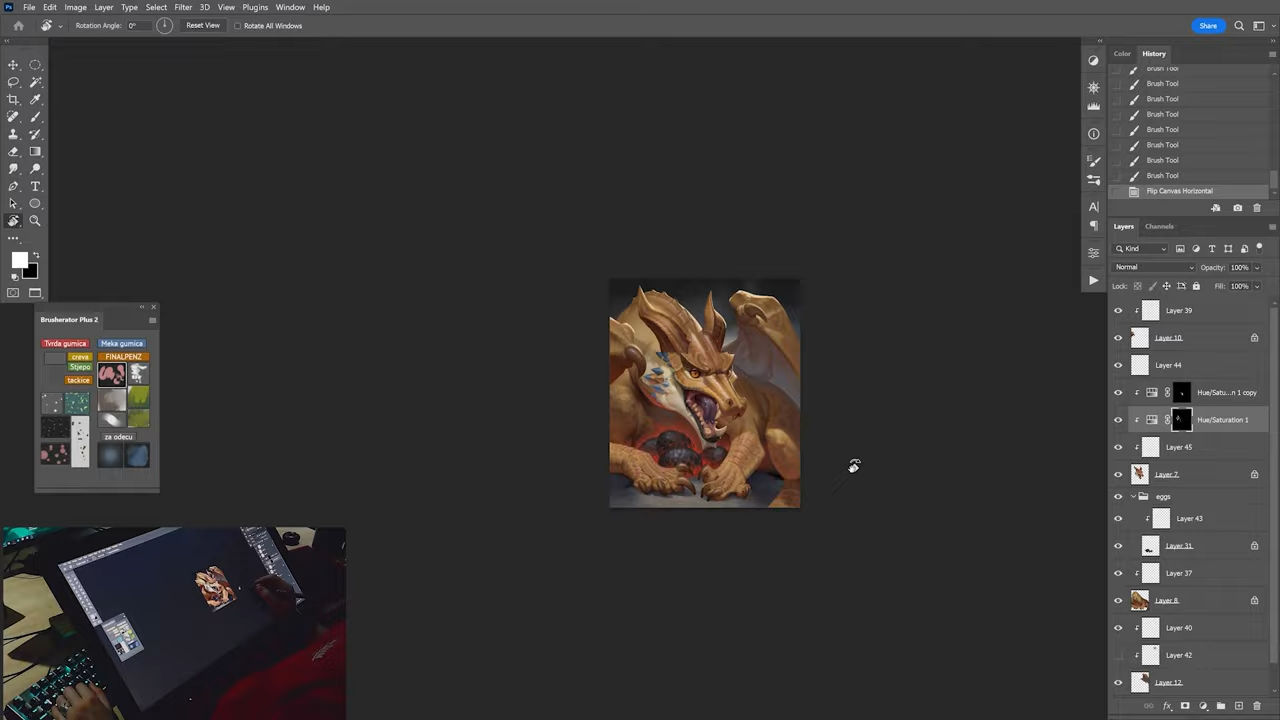 Ps File Edit Image Layer Type Select Filter 3D View Plugins Window Help
Rotation Angle: 0° Reset View Rotate All Windows Share
Color History
Brush Tool
Brush Tool
Brush Tool
Brush Tool
Brush Tool
Brush Tool
Brush Tool
Brush Tool
Flip Canvas Horizontal
Layers Channels
Kind
Normal Opacity: 100%
Lock: Fill: 100%
Layer 39
Layer 10
Layer 44
Hue/Satu...n 1 copy
Hue/Saturation 1
Layer 45
Layer 7
eggs
Layer 43
Layer 31
Layer 37
Layer 8
Layer 40
Layer 42
Layer 12
Brusherator Plus 2
Tvrda gumica Meka gumica
creva FINALPENZ
Stjepo
tackice
za odecu